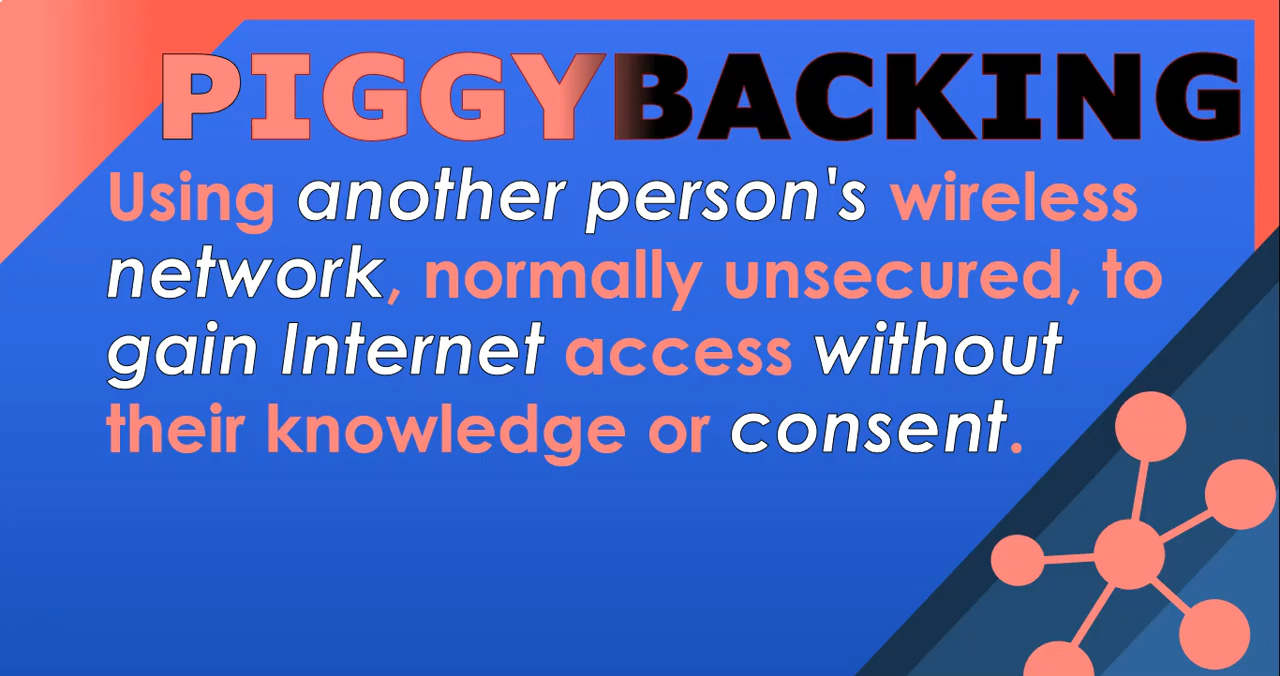 PIGGYBACKING
Using another person's wireless
network, normally unsecured, to
gain Internet access without
their knowledge or consent.